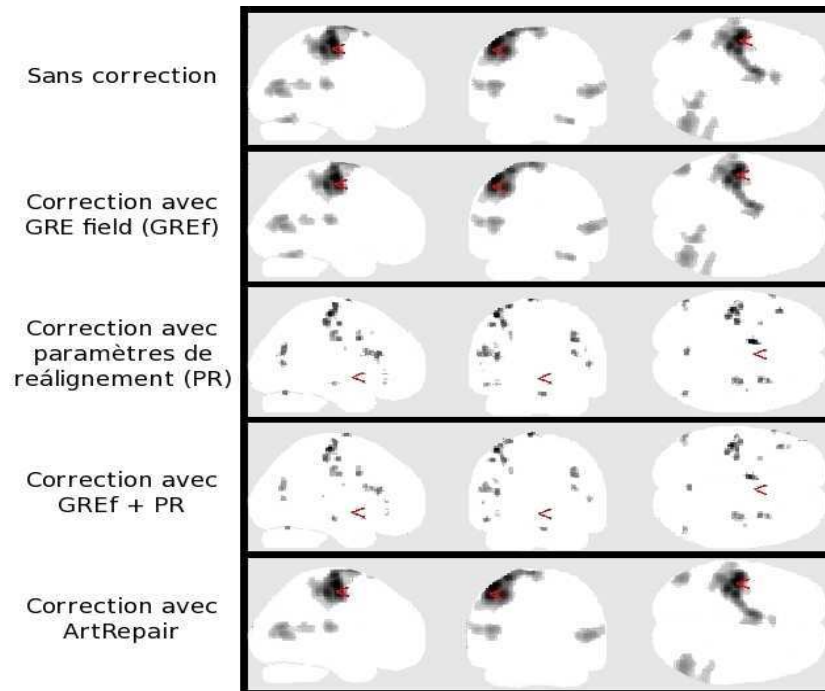 Sans correction
Correction avec
GRE field (GREf)
Correction avec
paramètres de
reálignement (PR)
Correction avec
GREf + PR
Correction avec
ArtRepair